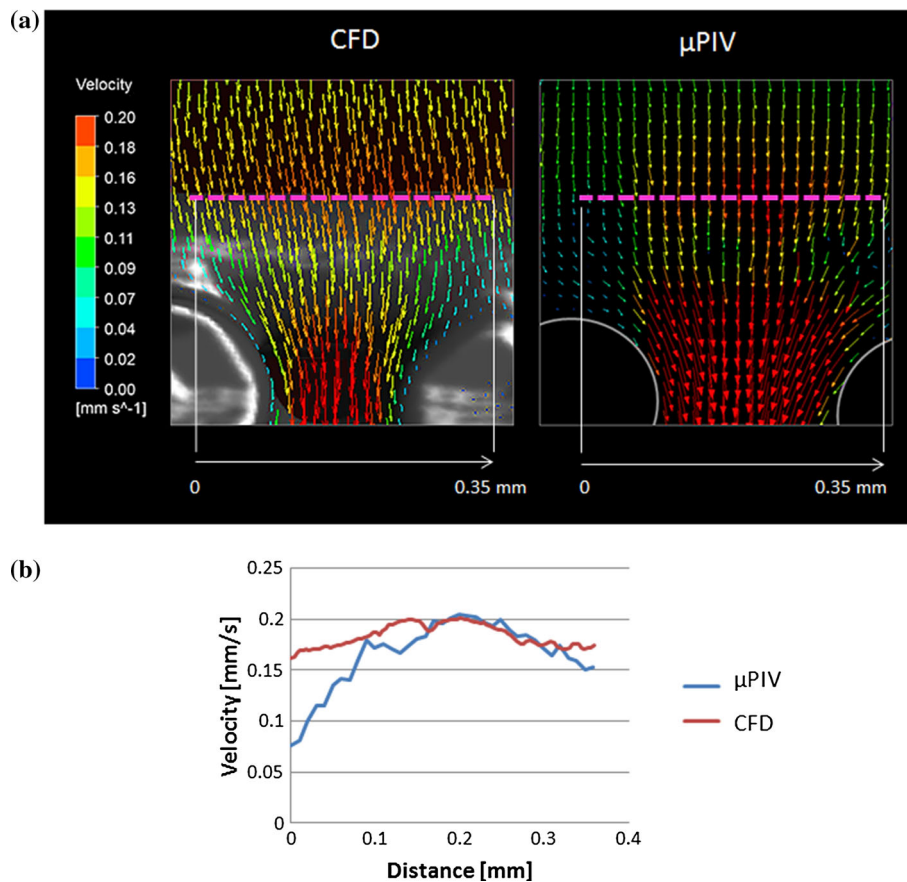 (a)
CFD
µPIV
Velocity
0.20
0.18
0.16
0.13
0.11
0.09
0.07
0.04
0.02
0.00
[mm s^-1]
0
0.35 mm
0
0.35 mm
(b)
0.25
0.2
0.15
0.1
0.05
0
0
0.1
0.2
0.3
0.4
Velocity [mm/s]
Distance [mm]
µPIV
CFD